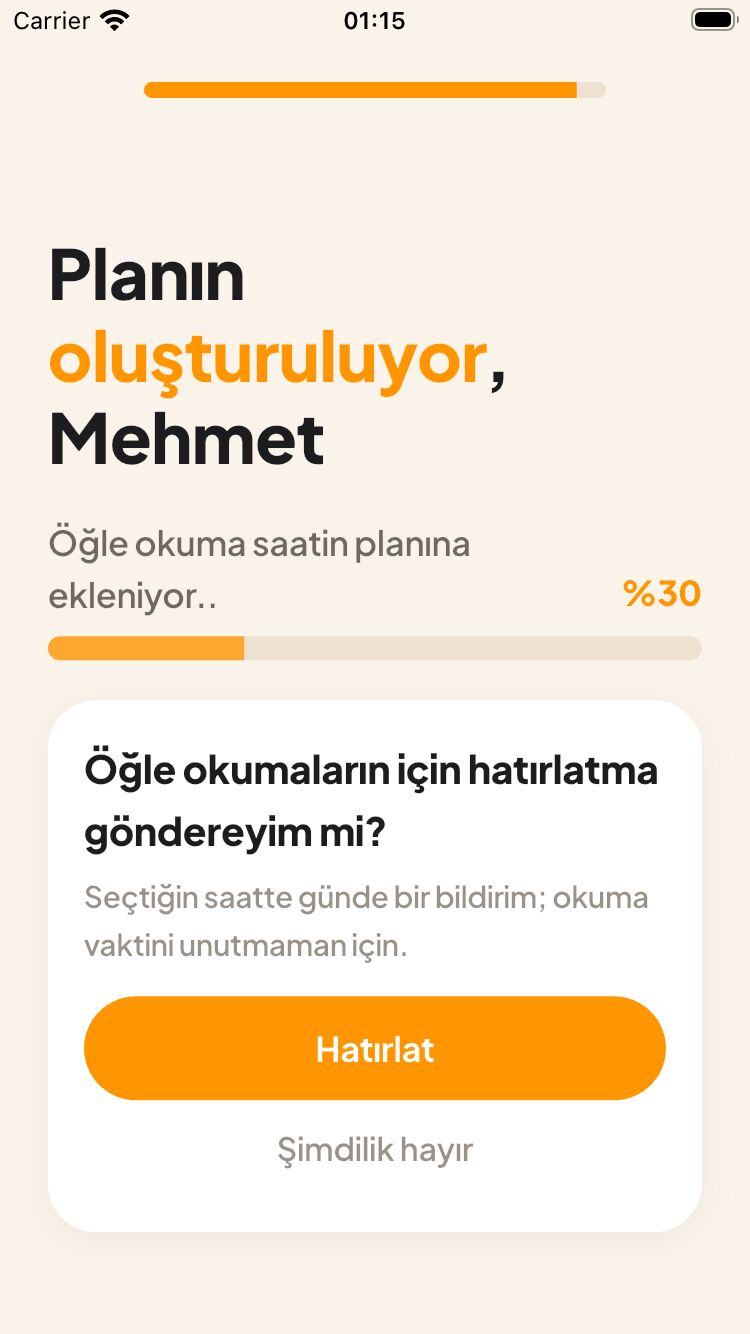 Carrier 01:15
Planın
oluşturuluyor,
Mehmet
Öğle okuma saatin planına
ekleniyor..
%30
Öğle okumaların için hatırlatma
göndereyim mi?
Seçtiğin saatte günde bir bildirim; okuma
vaktini unutmaman için.
Hatırlat
Şimdilik hayır